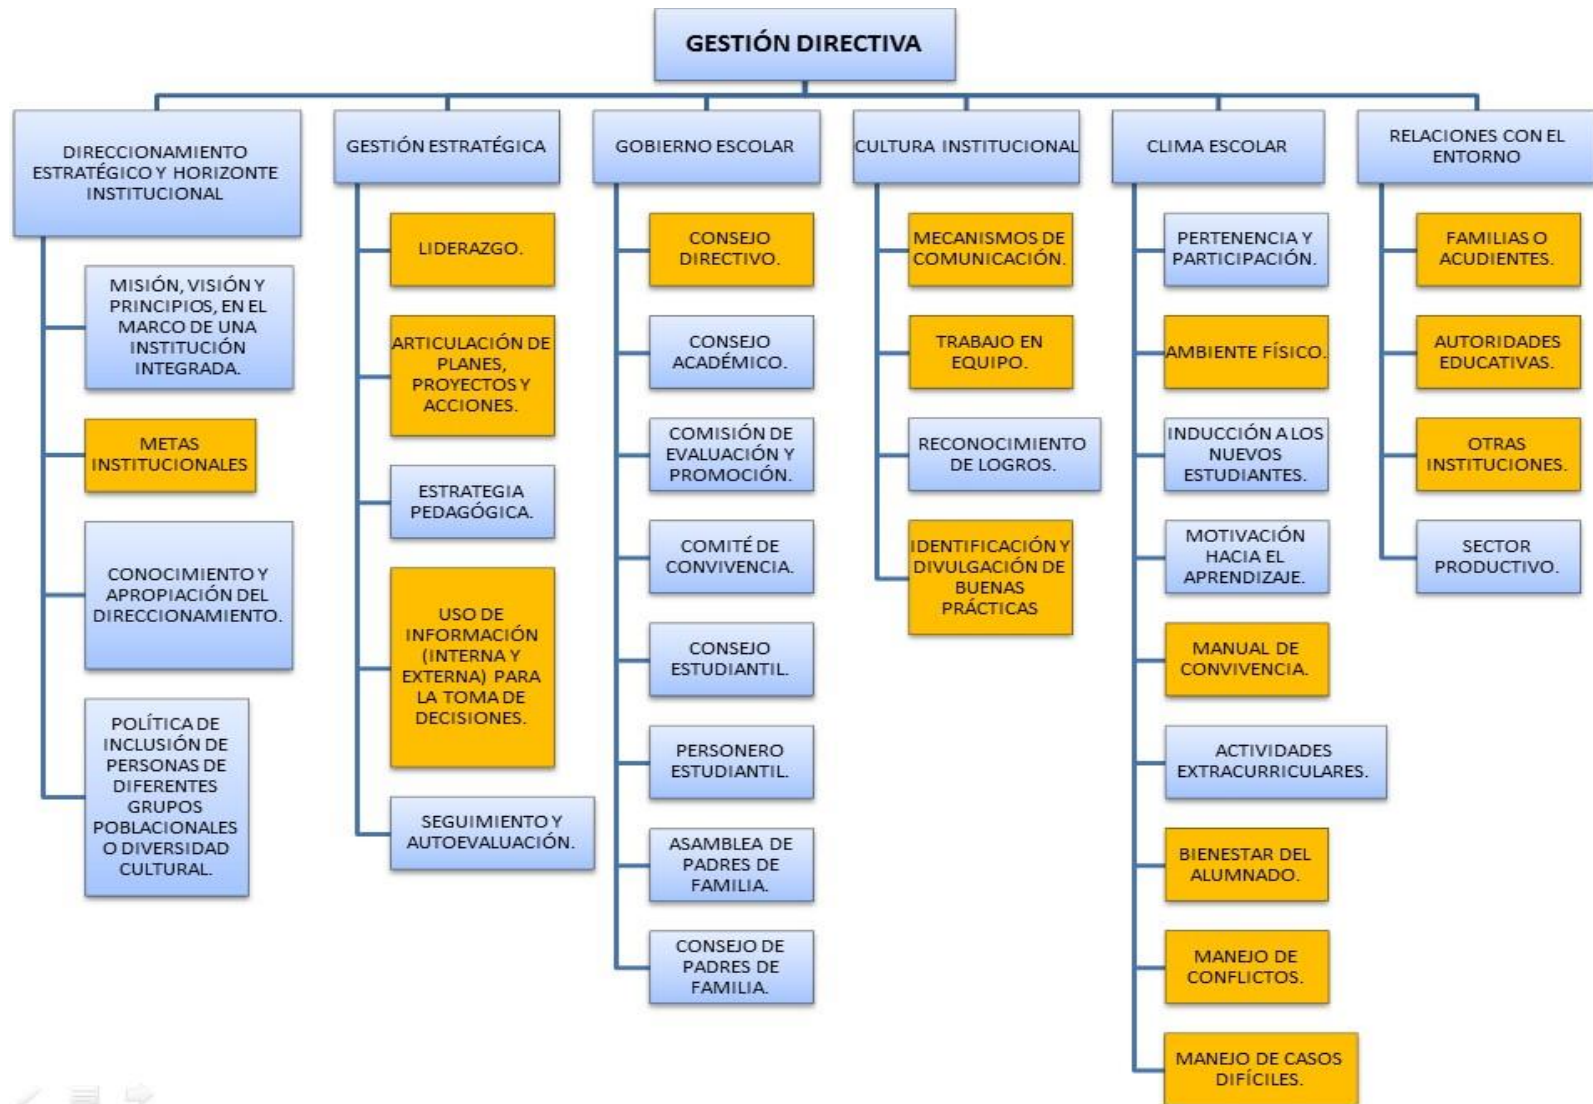 GESTIÓN DIRECTIVA
DIRECCIONAMIENTO
ESTRATÉGICO Y HORIZONTE
INSTITUCIONAL
MISIÓN, VISIÓN Y
PRINCIPIOS, EN EL
MARCO DE UNA
INSTITUCIÓN
INTEGRADA.
METAS
INSTITUCIONALES
CONOCIMIENTO Y
APROPIACIÓN DEL
DIRECCIONAMIENTO.
POLÍTICA DE
INCLUSIÓN DE
PERSONAS DE
DIFERENTES
GRUPOS
POBLACIONALES
O DIVERSIDAD
CULTURAL.
GESTIÓN ESTRATÉGICA
LIDERAZGO.
ARTICULACIÓN DE
PLANES,
PROYECTOS Y
ACCIONES.
ESTRATEGIA
PEDAGÓGICA.
USO DE
INFORMACIÓN
(INTERNA Y
EXTERNA) PARA
LA TOMA DE
DECISIONES.
SEGUIMIENTO Y
AUTOEVALUACIÓN.
GOBIERNO ESCOLAR
CONSEJO
DIRECTIVO.
CONSEJO
ACADÉMICO.
COMISIÓN DE
EVALUACIÓN Y
PROMOCIÓN.
COMITÉ DE
CONVIVENCIA.
CONSEJO
ESTUDIANTIL.
PERSONERO
ESTUDIANTIL.
ASAMBLEA DE
PADRES DE
FAMILIA.
CONSEJO DE
PADRES DE
FAMILIA.
CULTURA INSTITUCIONAL
MECANISMOS DE
COMUNICACIÓN.
TRABAJO EN
EQUIPO.
RECONOCIMIENTO
DE LOGROS.
IDENTIFICACIÓN Y
DIVULGACIÓN DE
BUENAS
PRÁCTICAS
CLIMA ESCOLAR
PERTENENCIA Y
PARTICIPACIÓN.
AMBIENTE FÍSICO.
INDUCCIÓN A LOS
NUEVOS
ESTUDIANTES.
MOTIVACIÓN
HACIA EL
APRENDIZAJE.
MANUAL DE
CONVIVENCIA.
ACTIVIDADES
EXTRACURRICULARES.
BIENESTAR DEL
ALUMNADO.
MANEJO DE
CONFLICTOS.
MANEJO DE CASOS
DIFÍCILES.
RELACIONES CON EL
ENTORNO
FAMILIAS O
ACUDIENTES.
AUTORIDADES
EDUCATIVAS.
OTRAS
INSTITUCIONES.
SECTOR
PRODUCTIVO.